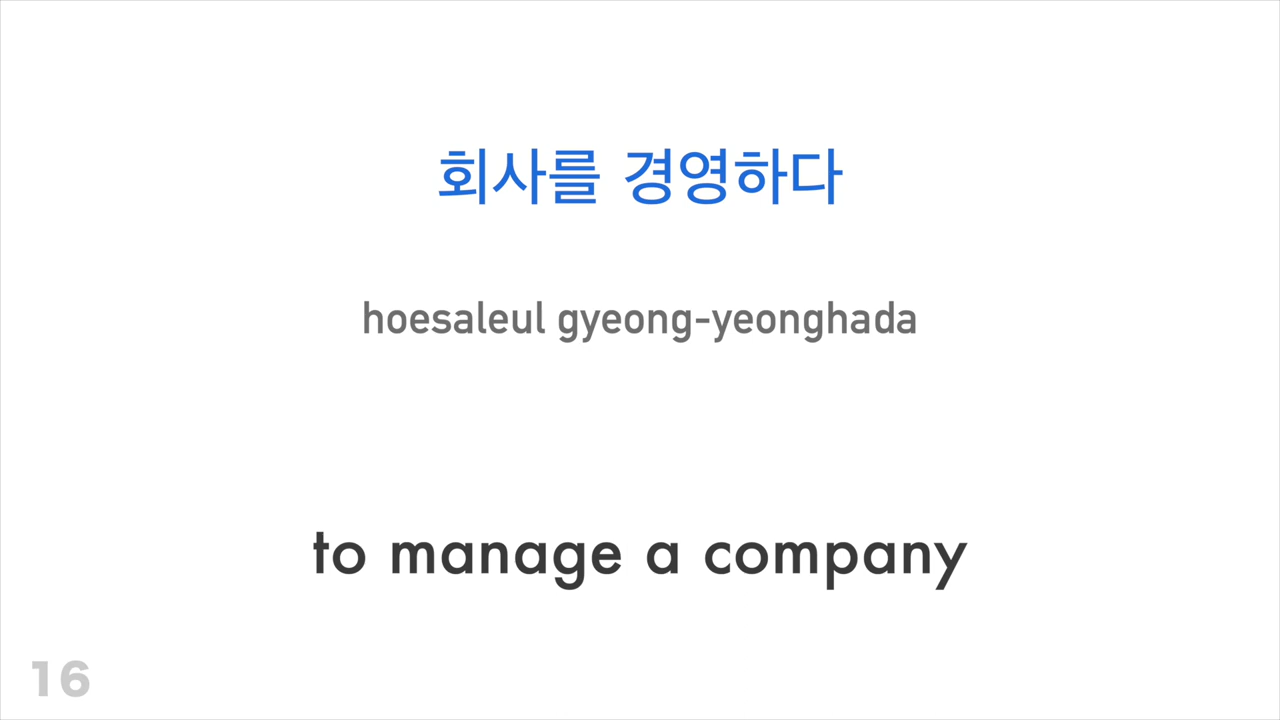 회사를 경영하다
hoesaleul gyeong-yeonghada
to manage a company
16